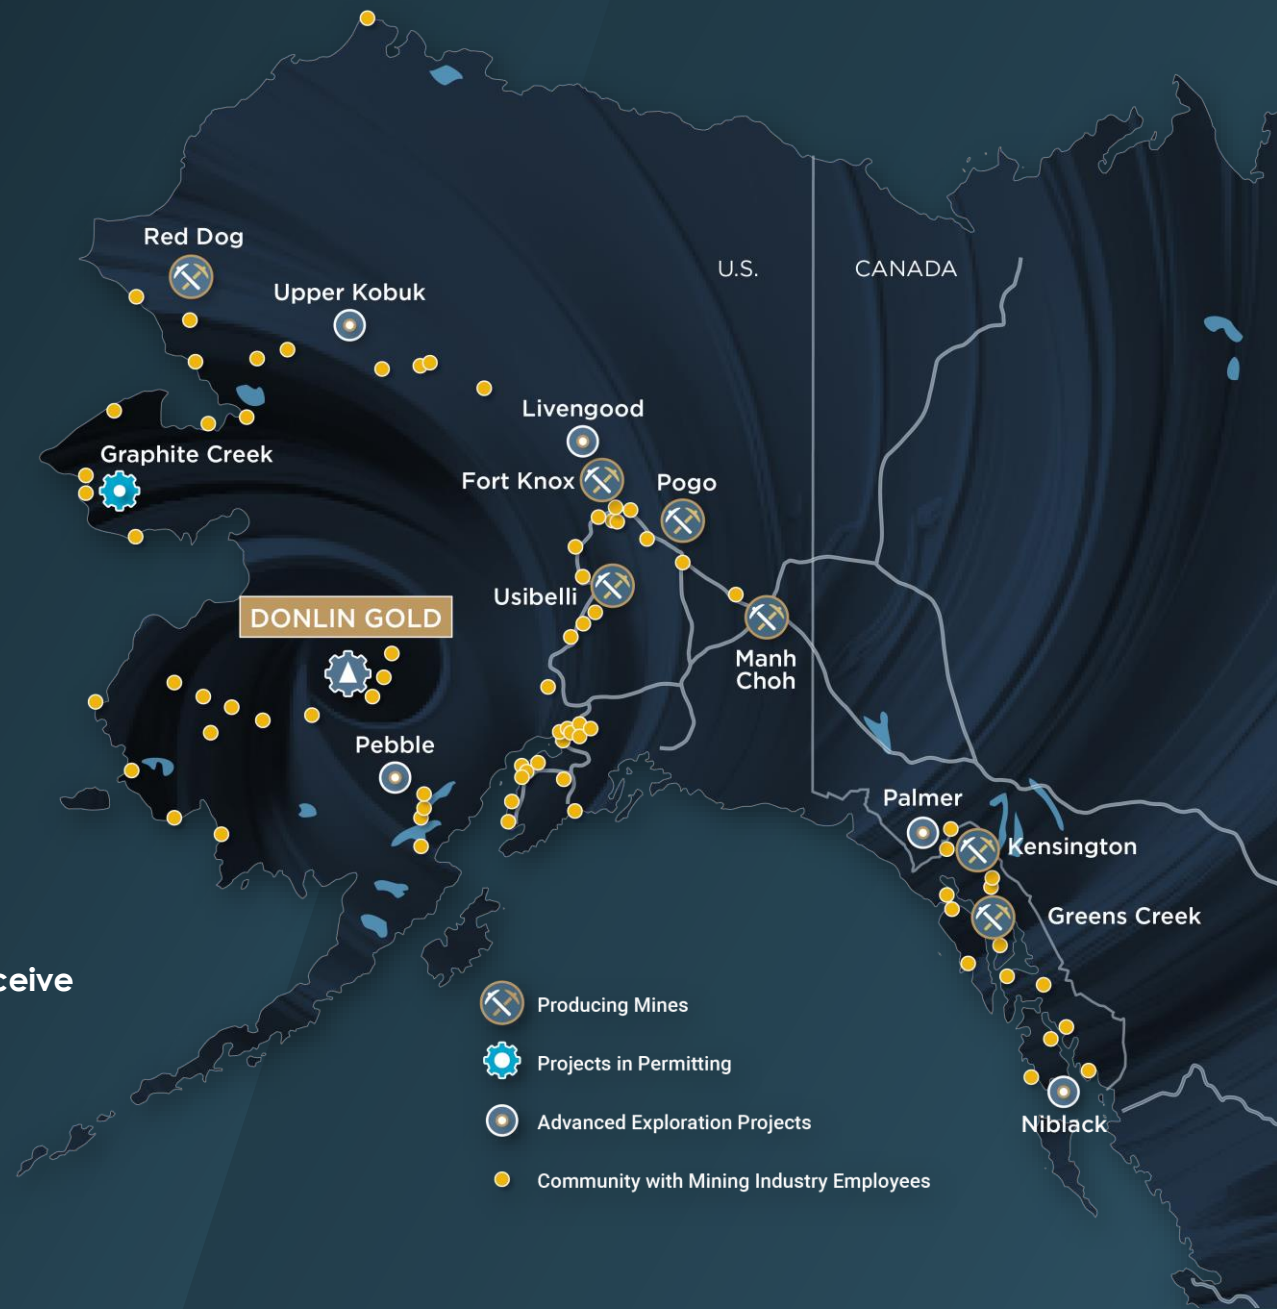 Red Dog
Upper Kobuk
U.S.
CANADA
Livengood
Graphite Creek
Fort Knox
Pogo
Usibelli
DONLIN GOLD
Manh
Choh
Pebble
Palmer
Kensington
Greens Creek
ceive
Producing Mines
Projects in Permitting
Advanced Exploration Projects
Community with Mining Industry Employees
Niblack